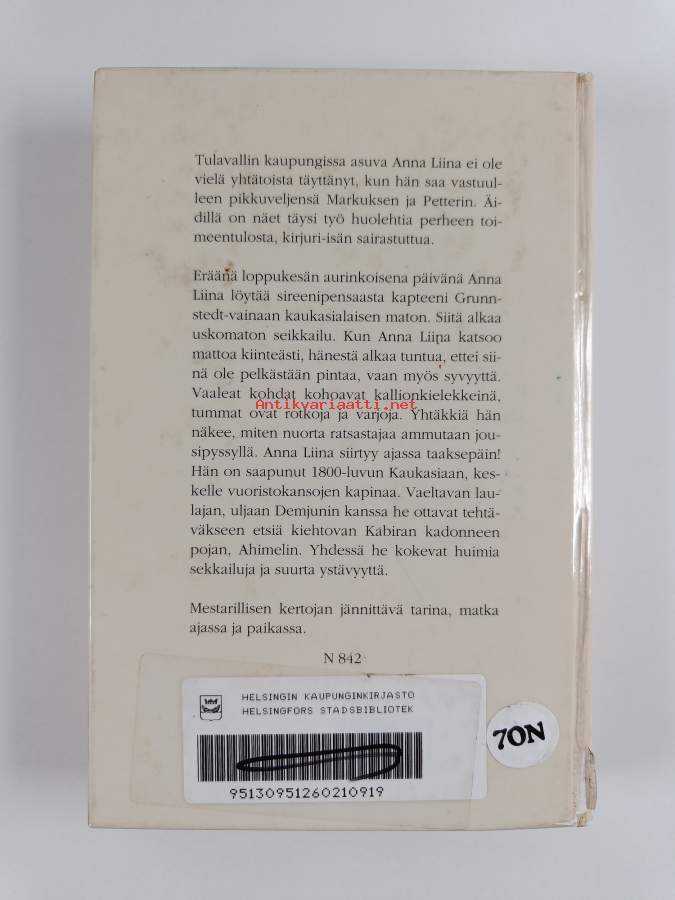 Tulavallin kaupungissa asuva Anna Liina ei ole
vielä yhtätoista täyttänyt, kun hän saa vastuul-
leen pikkuveljensä Markuksen ja Petterin. Äi-
dillä on näet täysi työ huolehtia perheen toi-
meentulosta, kirjuri-isän sairastuttua.
Eräänä loppukesän aurinkoisena päivänä Anna
Liina löytää sireenipensaasta kapteeni Grunn-
stedt-vainaan kaukasialaisen maton. Siitä alkaa
uskomaton seikkailu. Kun Anna Liina katsoo
mattoa kiinteästi, hänestä alkaa tuntua, ettei sii-
nä ole pelkästään pintaa, vaan myös syvyyttä.
Vaaleat kohdat kohoavat kallionkielekkeinä,
Antikvariaatti.net
tummat ovat rotkoja ja varjoja. Yhtäkkiä hän
näkee, miten nuorta ratsastajaa ammutaan jou-
sipyssyllä. Anna Liina siirtyy ajassa taaksepäin!
Hän on saapunut 1800-luvun Kaukasiaan, kes-
kelle vuoristokansojen kapinaa. Vaeltavan lau-
lajan, uljaan Demjunin kanssa he ottavat tehtä-
väkseen etsiä kiehtovan Kabiran kadonneen
pojan, Ahimelin. Yhdessä he kokevat huimia
sekkailuja ja suurta ystävyyttä.
Mestarillisen kertojan jännittävä tarina, matka
ajassa ja paikassa.
N 842
HELSINGIN KAUPUNGINKIRJASTO
HELSINGFORS STADSBIBLIOTEK
70N
95130951260210919